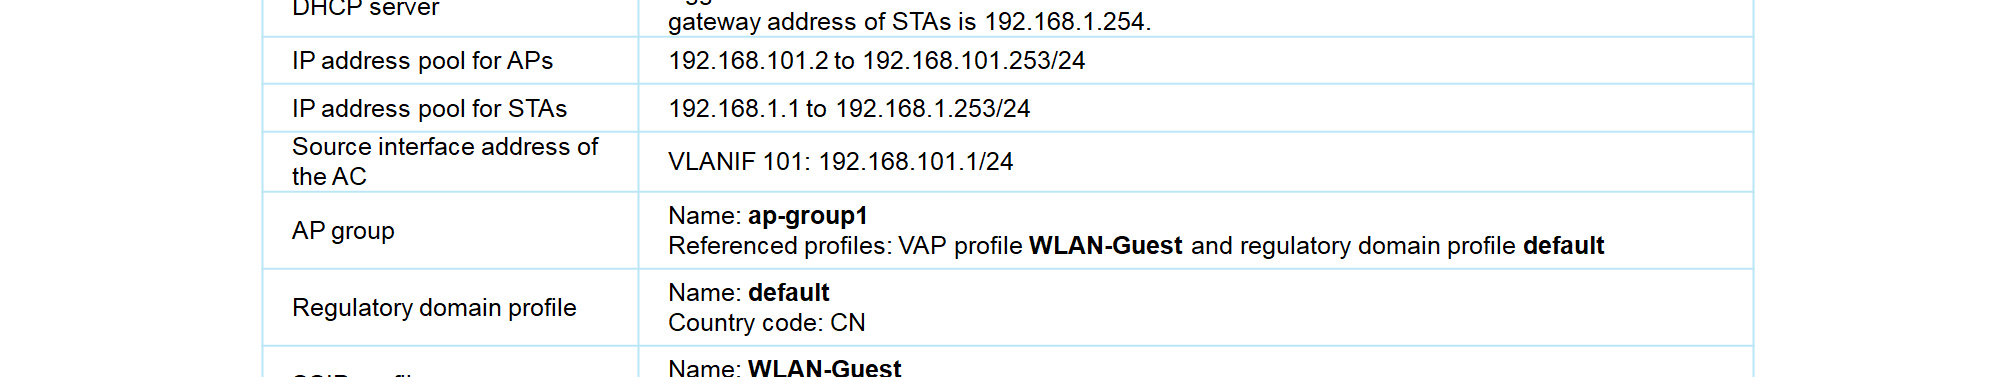 DHCP server
gateway address of STAs is 192.168.1.254.
IP address pool for APs
192.168.101.2 to 192.168.101.253/24
IP address pool for STAs
192.168.1.1 to 192.168.1.253/24
Source interface address of
the AC
VLANIF 101: 192.168.101.1/24
AP group
Name: ap-group1
Referenced profiles: VAP profile WLAN-Guest and regulatory domain profile default
Regulatory domain profile
Name: default
Country code: CN
Name: WLAN-Guest